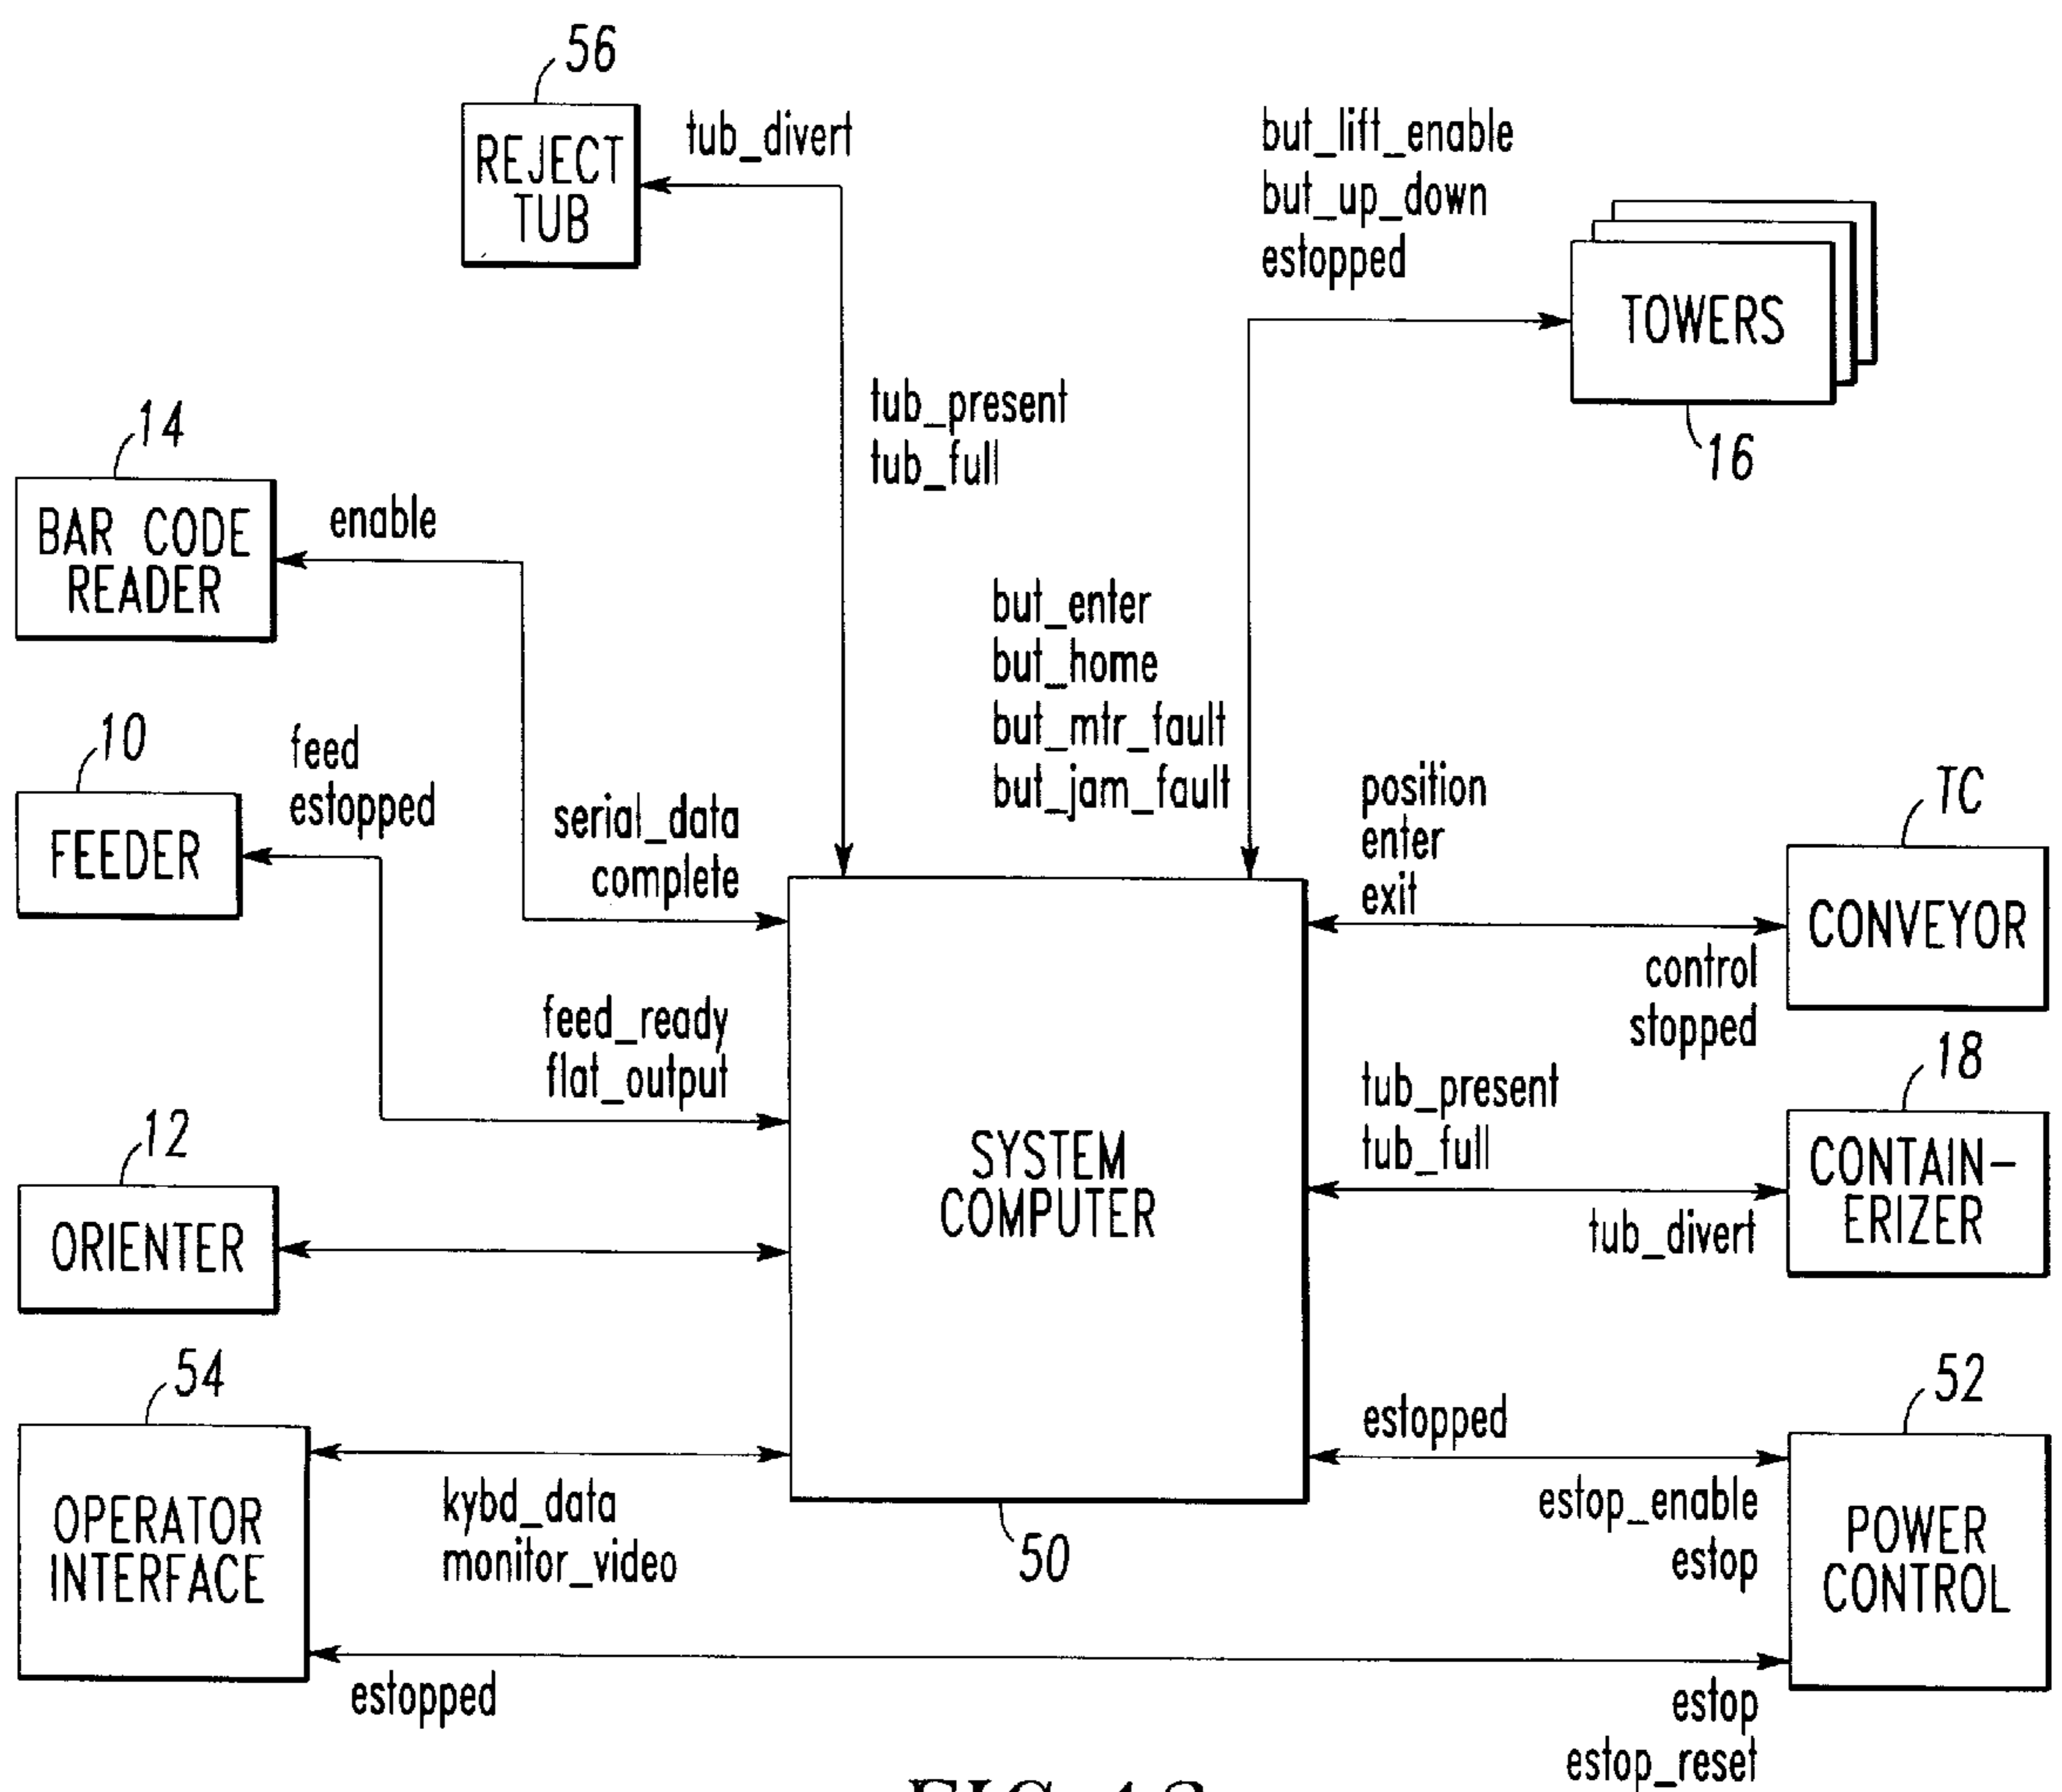 56
REJECT
TUB
tub_divert
but_lift_enable
but_up_down
estopped
TOWERS
16
tub_present
tub_full
14
BAR CODE
READER
enable
but_enter
but_home
but_mtr_fault
but_jam_fault
10
FEEDER
feed
estopped
serial_data
complete
position
enter
exit
TC
CONVEYOR
control
stopped
feed_ready
flat_output
12
ORIENTER
SYSTEM
COMPUTER
50
tub_present
tub_full
18
CONTAIN-
ERIZER
tub_divert
54
OPERATOR
INTERFACE
kybd_data
monitor_video
estopped
52
POWER
CONTROL
estop_enable
estop
estopped
estop
estop_reset